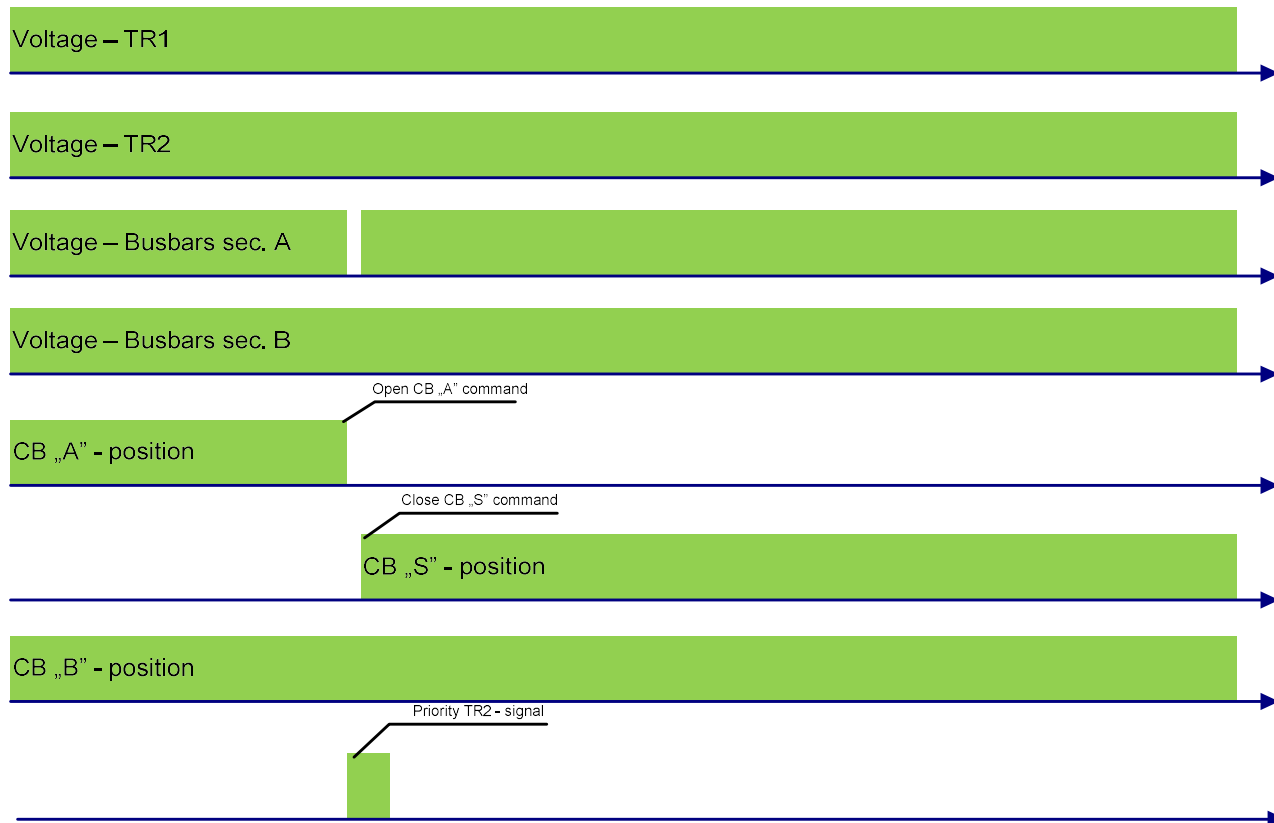 Voltage – TR1
Voltage – TR2
Voltage – Busbars sec. A
Voltage – Busbars sec. B
Open CB „A” command
CB „A” - position
Close CB „S” command
CB „S” - position
CB „B” - position
Priority TR2 - signal